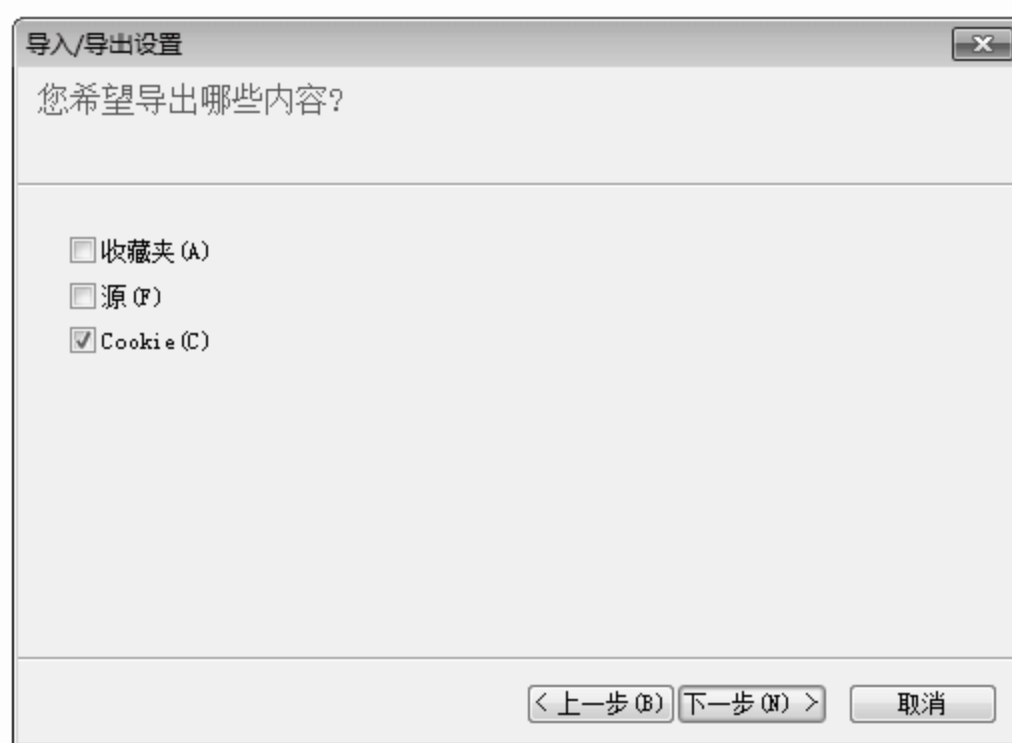 导入/导出设置
您希望导出哪些内容?
收藏夹(A)
源(F)
Cookie(C)
< 上一步(B) 下一步(N) > 取消